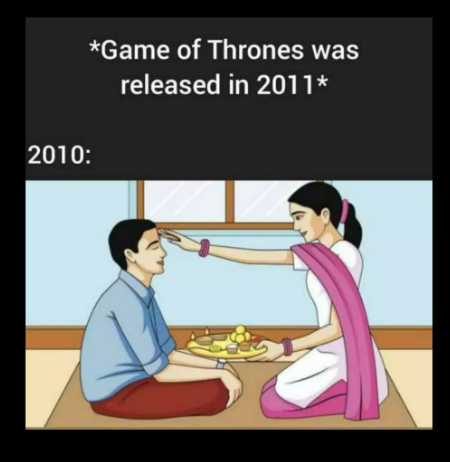 *Game of Thrones was
released in 2011*
2010: